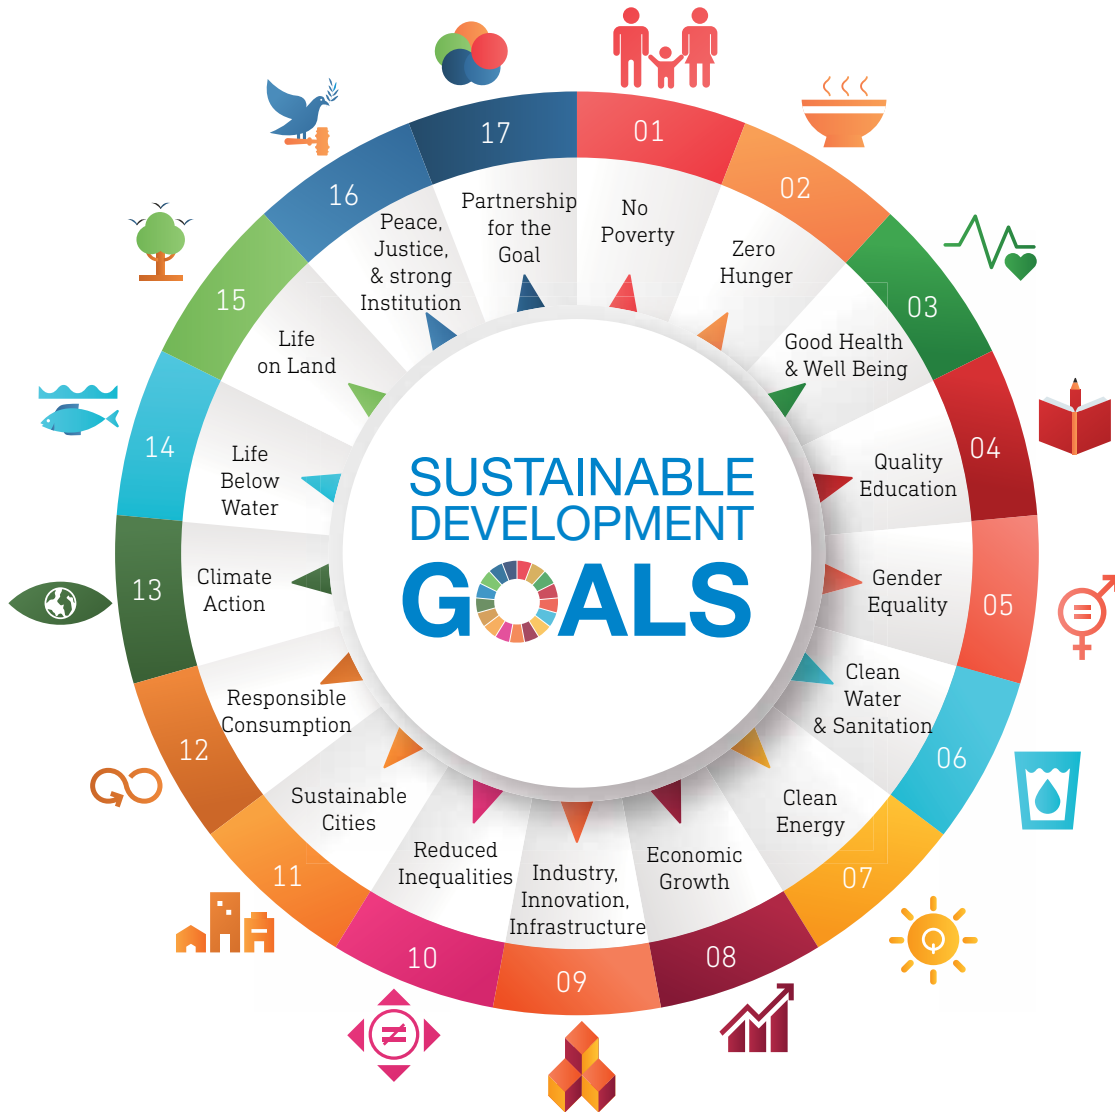 SUSTAINABLE
DEVELOPMENT
GOALS
01
No
Poverty
02
Zero
Hunger
03
Good Health
& Well Being
04
Quality
Education
05
Gender
Equality
06
Clean
Water
& Sanitation
07
Clean
Energy
08
Economic
Growth
09
Industry,
Innovation,
Infrastructure
10
Reduced
Inequalities
11
Sustainable
Cities
12
Responsible
Consumption
13
Climate
Action
14
Life
Below
Water
15
Life
on Land
16
Peace,
Justice,
& strong
Institution
17
Partnership
for the
Goal